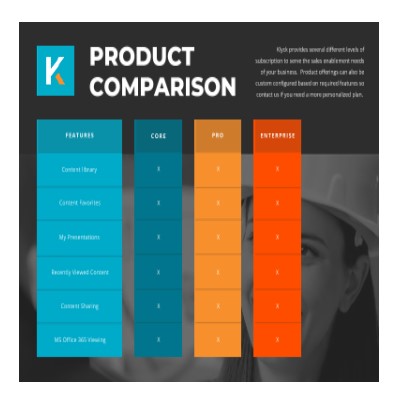 K
PRODUCT
COMPARISON
Klyck provides several different levels of
subscription to serve the sales enablement needs
of your business. Product offerings can also be
custom configured based on required features so
contact us if you need a more personalized plan.
FEATURES CORE PRO ENTERPRISE
Content library X X X
Content Favorites X X X
My Presentations X X X
Recently Viewed Content X X X
Content Sharing X X X
MS Office 365 Viewing X X X